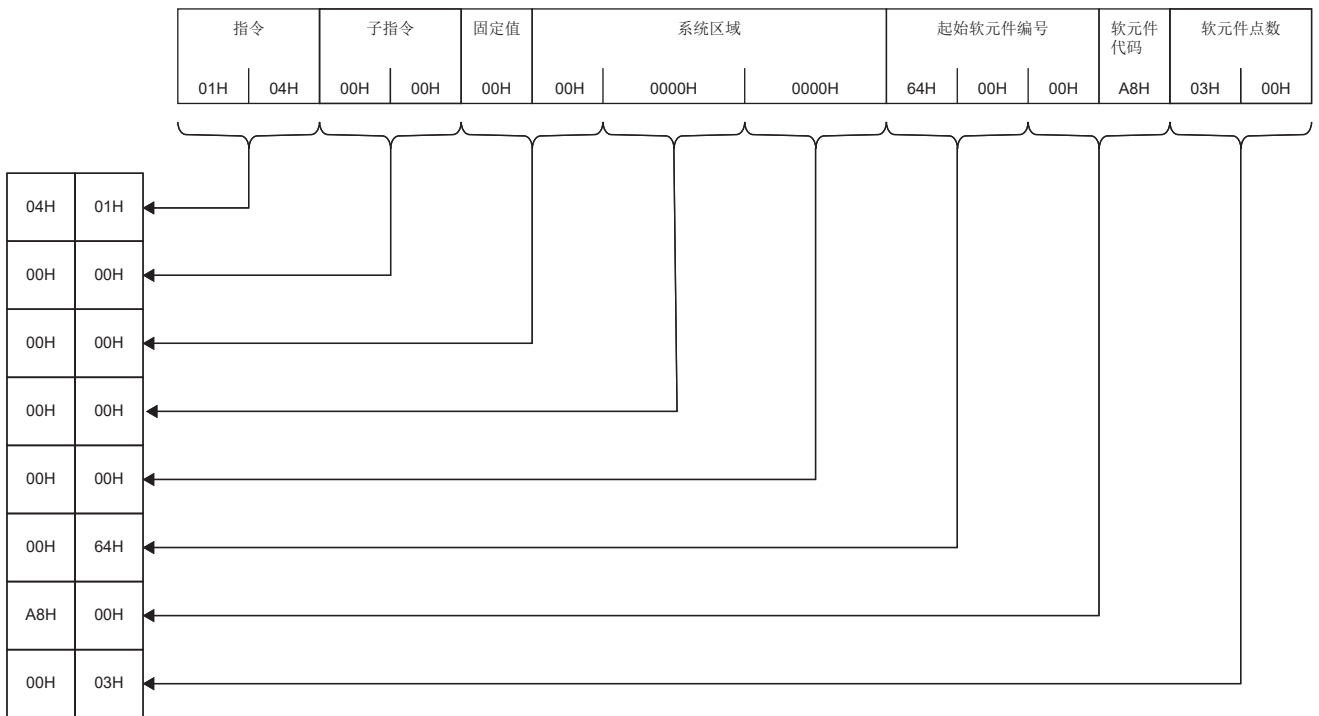 指令 子指令 固定值 系统区域 起始软元件编号 软元件 软元件点数
代码
01H 04H 00H 00H 00H 00H 0000H 0000H 64H 00H 00H A8H 03H 00H
04H 01H
00H 00H
00H 00H
00H 00H
00H 00H
00H 64H
A8H 00H
00H 03H